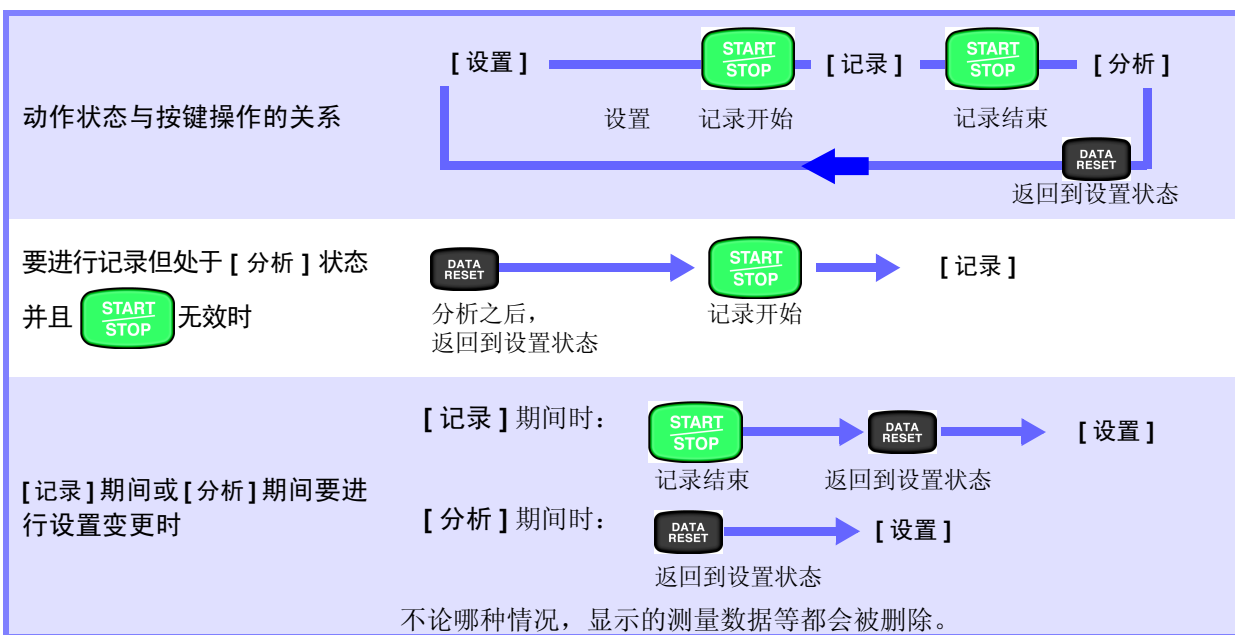 动作状态与按键操作的关系
[ 设置 ] START STOP [ 记录 ] START STOP [ 分析 ]
设置 记录开始 记录结束
DATA RESET
返回到设置状态
要进行记录但处于 [ 分析 ] 状态
并且 START STOP 无效时
DATA RESET START STOP [ 记录 ]
分析之后, 记录开始
返回到设置状态
[ 记录 ] 期间或 [ 分析 ] 期间要进
行设置变更时
[ 记录 ] 期间时: START STOP DATA RESET [ 设置 ]
记录结束 返回到设置状态
[ 分析 ] 期间时: DATA RESET [ 设置 ]
返回到设置状态
不论哪种情况，显示的测量数据等都会被删除。